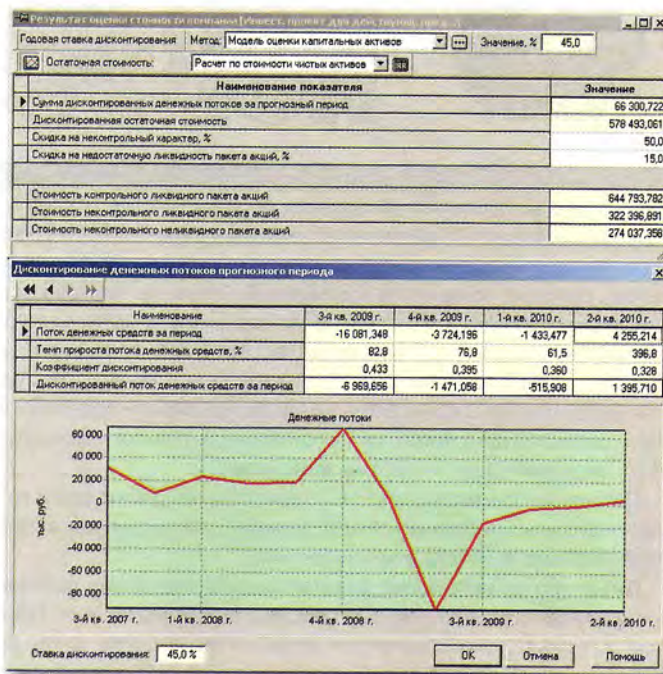 Результат оценки стоимости компании [Инвест. проект для действующ. пред...]
Годовая ставка дисконтирования Метод: Модель оценки капитальных активов Значение, % 45,0
Остаточная стоимость: Расчет по стоимости чистых активов
Наименование показателя Значение
Сумма дисконтированных денежных потоков за прогнозный период 66 300,722
Дисконтированная остаточная стоимость 578 493,061
Скидка на неконтрольный характер, % 50,0
Скидка на недостаточную ликвидность пакета акций, % 15,0
Стоимость контрольного ликвидного пакета акций 644 793,782
Стоимость неконтрольного ликвидного пакета акций 322 396,891
Стоимость неконтрольного неликвидного пакета акций 274 037,358
Дисконтирование денежных потоков прогнозного периода
Наименование 3-й кв. 2009 г. 4-й кв. 2009 г. 1-й кв. 2010 г. 2-й кв. 2010 г.
Поток денежных средств за период -16 081,348 -3 724,196 -1 433,477 4 255,214
Темп прироста потока денежных средств, % 82,8 76,8 61,5 396,8
Коэффициент дисконтирования 0,433 0,395 0,360 0,328
Дисконтированный поток денежных средств за период -6 969,656 -1 471,058 -515,908 1 395,710
Денежные потоки
тыс. руб.
60 000
40 000
20 000
0
-20 000
-40 000
-60 000
-80 000
3-й кв. 2007 г. 1-й кв. 2008 г. 4-й кв. 2008 г. 3-й кв. 2009 г. 2-й кв. 2010 г.
Ставка дисконтирования: 45,0 % OK Отмена Помощь